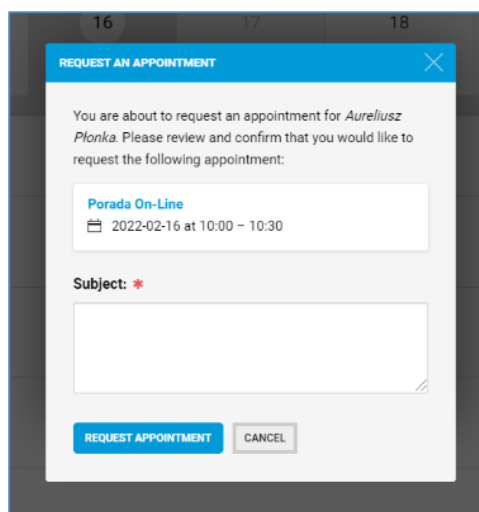 16 17 18
REQUEST AN APPOINTMENT
You are about to request an appointment for Aureliusz
Płonka. Please review and confirm that you would like to
request the following appointment:
Porada On-Line
2022-02-16 at 10:00 – 10:30
Subject: *
REQUEST APPOINTMENT CANCEL